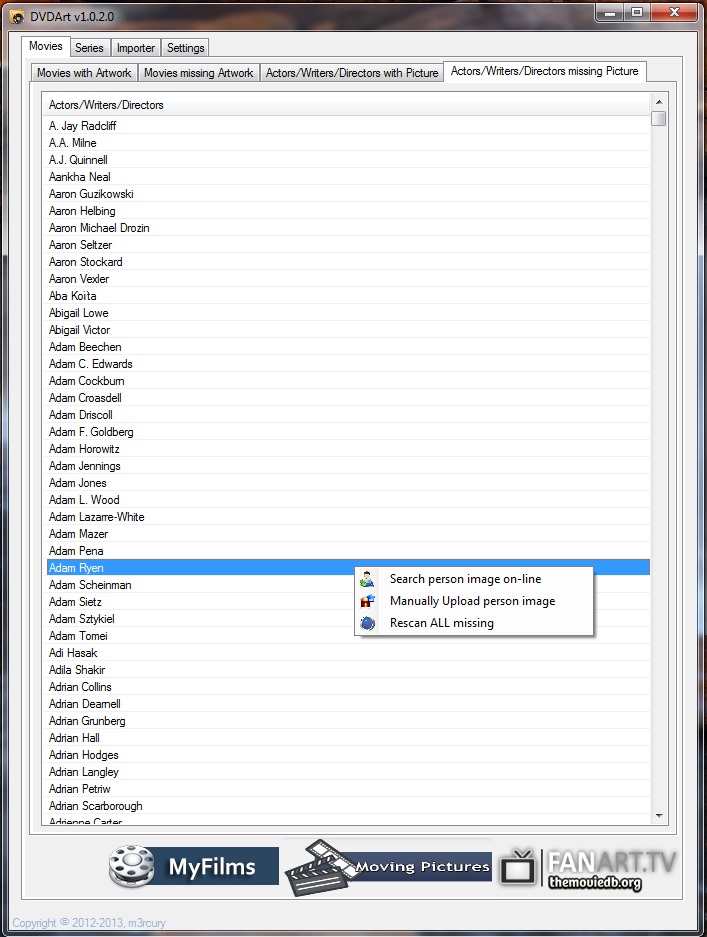 DVDArt v1.0.2.0
Movies Series Importer Settings
Movies with Artwork Movies missing Artwork Actors/Writers/Directors with Picture Actors/Writers/Directors missing Picture
Actors/Writers/Directors
A. Jay Radcliff
A.A. Milne
A.J. Quinnell
Aankha Neal
Aaron Guzikowski
Aaron Helbing
Aaron Michael Drozin
Aaron Seltzer
Aaron Stockard
Aaron Vexler
Aba Koïta
Abigail Lowe
Abigail Victor
Adam Beechen
Adam C. Edwards
Adam Cockburn
Adam Croasdell
Adam Driscoll
Adam F. Goldberg
Adam Horowitz
Adam Jennings
Adam Jones
Adam L. Wood
Adam Lazarre-White
Adam Mazer
Adam Pena
Adam Ryen
Search person image on-line
Adam Scheinman
Adam Sietz
Manually Upload person image
Adam Sztykiel
Rescan ALL missing
Adam Tomei
Adi Hasak
Adila Shakir
Adrian Collins
Adrian Dearnell
Adrian Grunberg
Adrian Hall
Adrian Hodges
Adrian Langley
Adrian Petriw
Adrian Scarborough
Adrienne Carter
MyFilms Moving Pictures FANART.TV
themoviedb.org
Copyright © 2012-2013, m3rcury